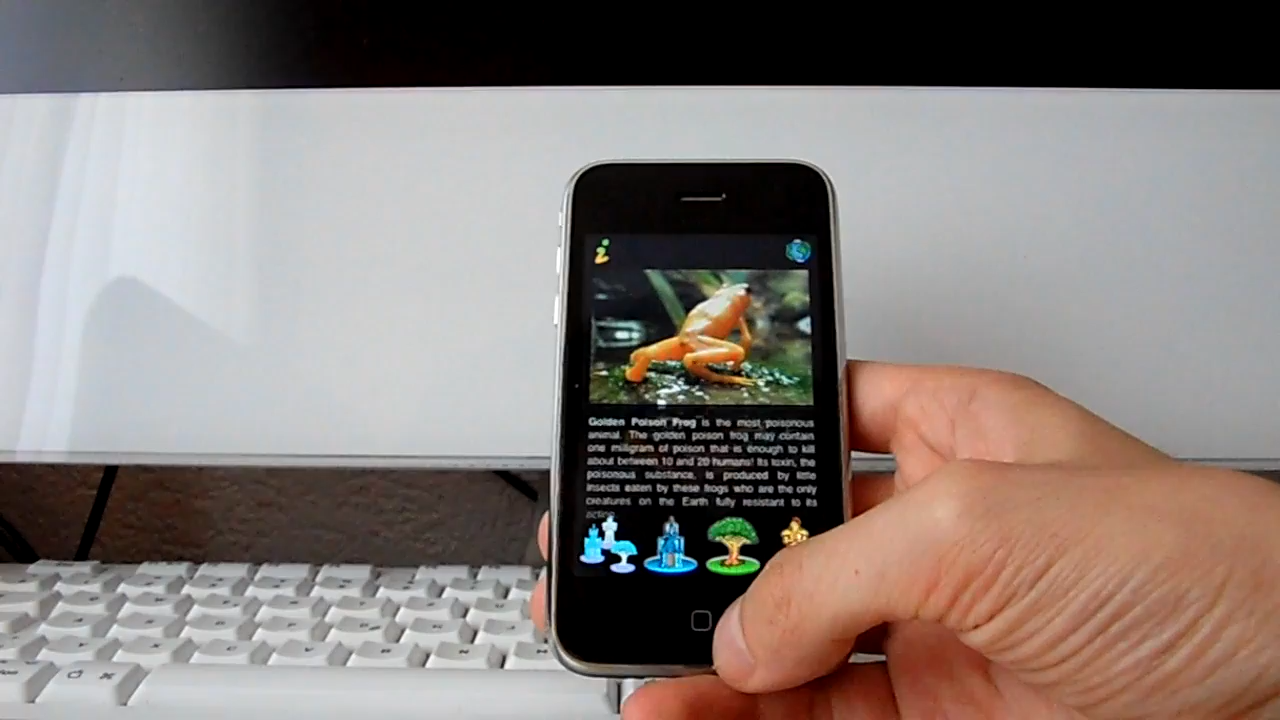 Golden Poison Frog is the most poisonous
animal. The golden poison frog may contain
one milligram of poison that is enough to kill
about between 10 and 20 humans! Its toxin, the
poisonous substance, is produced by little
insects eaten by these frogs who are the only
creatures on the Earth fully resistant to its
action.